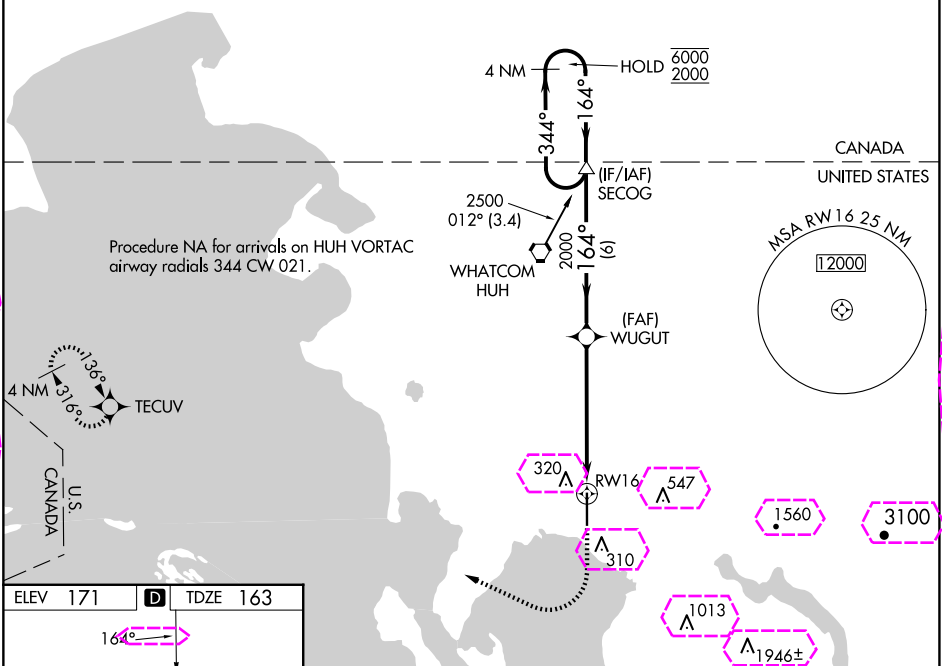 4 NM
HOLD
6000
2000
344°
164°
CANADA
UNITED STATES
(IF/IAF)
SECOG
2500
012° (3.4)
2000
164°
(6)
WHATCOM
HUH
Procedure NA for arrivals on HUH VORTAC
airway radials 344 CW 021.
MSA RW16 25 NM
12000
(FAF)
WUGUT
136°
4 NM
316°
TECUV
U.S.
CANADA
320
RW16
547
1560
3100
310
1013
1946±
ELEV 171
D
TDZE 163
164°